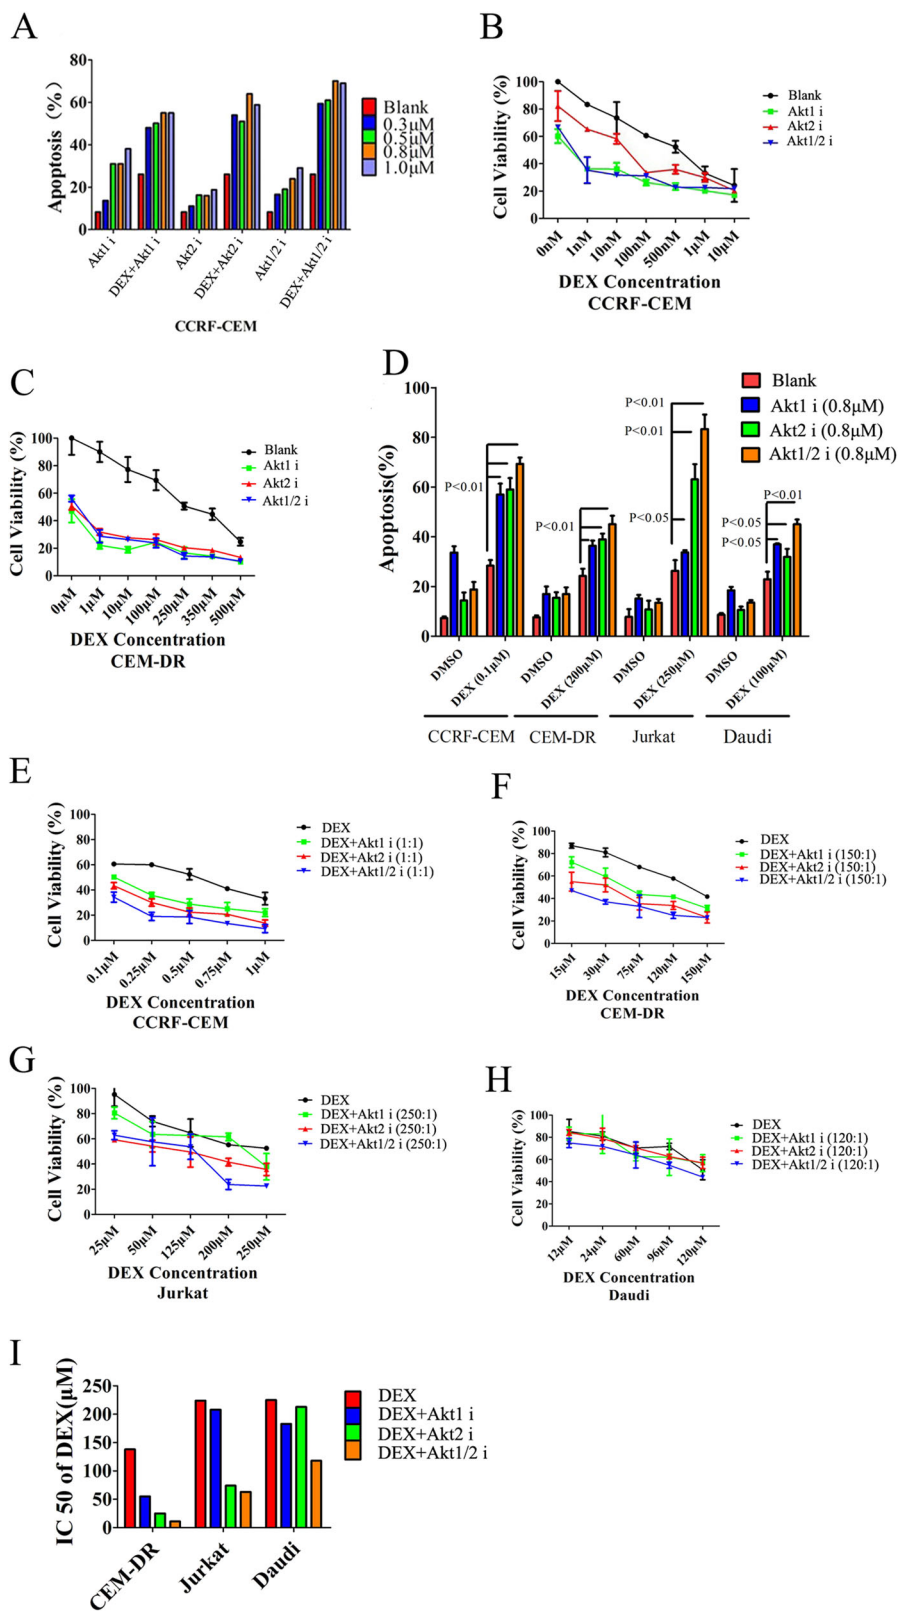 A
Apoptosis (%)
80
60
40
20
0
Akt1 i
DEX+Akt1 i
Akt2 i
DEX+Akt2 i
Akt1/2 i
DEX+Akt1/2 i
CCRF-CEM
Blank
0.3μM
0.5μM
0.8μM
1.0μM
B
Cell Viability (%)
100
80
60
40
20
0
0nM
1nM
10nM
100nM
500nM
1μM
10μM
DEX Concentration
CCRF-CEM
Blank
Akt1 i
Akt2 i
Akt1/2 i
C
Cell Viability (%)
100
80
60
40
20
0
0μM
1μM
10μM
100μM
250μM
350μM
500μM
DEX Concentration
CEM-DR
Blank
Akt1 i
Akt2 i
Akt1/2 i
D
Apoptosis(%)
100
80
60
40
20
0
P<0.01
P<0.01
P<0.01
P<0.01
P<0.05
P<0.01
P<0.05
P<0.05
Blank
Akt1 i (0.8μM)
Akt2 i (0.8μM)
Akt1/2 i (0.8μM)
DMSO
DEX (0.1μM)
DMSO
DEX (200μM)
DMSO
DEX (250μM)
DMSO
DEX (100μM)
CCRF-CEM
CEM-DR
Jurkat
Daudi
E
Cell Viability (%)
100
80
60
40
20
0
0.1μM
0.25μM
0.5μM
0.75μM
1μM
DEX Concentration
CCRF-CEM
DEX
DEX+Akt1 i (1:1)
DEX+Akt2 i (1:1)
DEX+Akt1/2 i (1:1)
F
Cell Viability (%)
100
80
60
40
20
0
15μM
30μM
75μM
120μM
150μM
DEX Concentration
CEM-DR
DEX
DEX+Akt1 i (150:1)
DEX+Akt2 i (150:1)
DEX+Akt1/2 i (150:1)
G
Cell Viability (%)
100
80
60
40
20
0
25μM
50μM
125μM
200μM
250μM
DEX Concentration
Jurkat
DEX
DEX+Akt1 i (250:1)
DEX+Akt2 i (250:1)
DEX+Akt1/2 i (250:1)
H
Cell Viability (%)
100
80
60
40
20
0
12μM
24μM
60μM
96μM
120μM
DEX Concentration
Daudi
DEX
DEX+Akt1 i (120:1)
DEX+Akt2 i (120:1)
DEX+Akt1/2 i (120:1)
I
IC 50 of DEX(μM)
250
200
150
100
50
0
CEM-DR
Jurkat
Daudi
DEX
DEX+Akt1 i
DEX+Akt2 i
DEX+Akt1/2 i